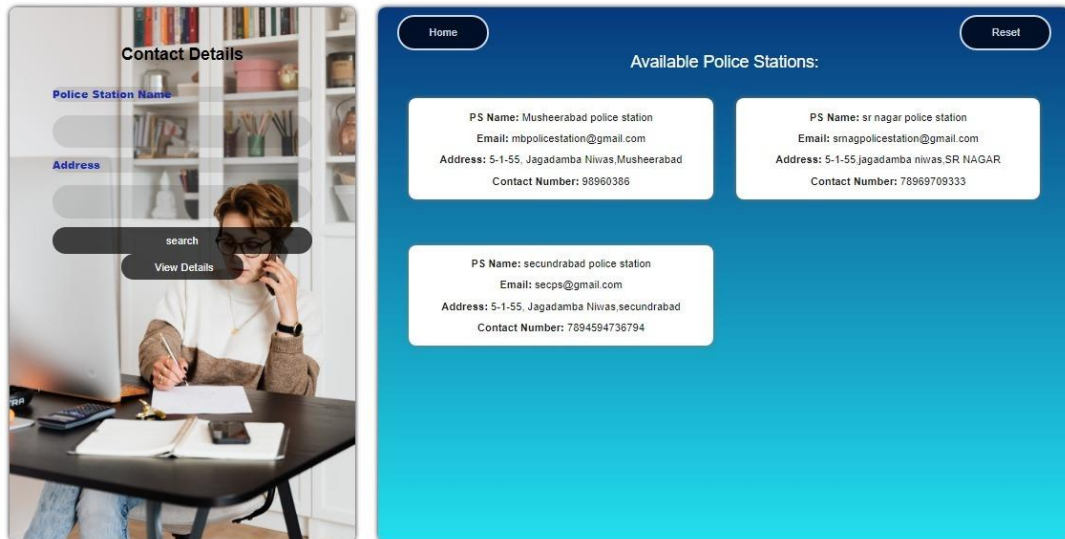 Contact Details
Police Station Name
Address
search
View Details
Home
Reset
Available Police Stations:
PS Name: Musheerabad police station
Email: mbpolicestation@gmail.com
Address: 5-1-55, Jagadamba Niwas,Musheerabad
Contact Number: 98960386
PS Name: sr nagar police station
Email: srnagpolicestation@gmail.com
Address: 5-1-55,jagadamba niwas,SR NAGAR
Contact Number: 78969709333
PS Name: secundrabad police station
Email: secps@gmail.com
Address: 5-1-55, Jagadamba Niwas,secundrabad
Contact Number: 7894594736794